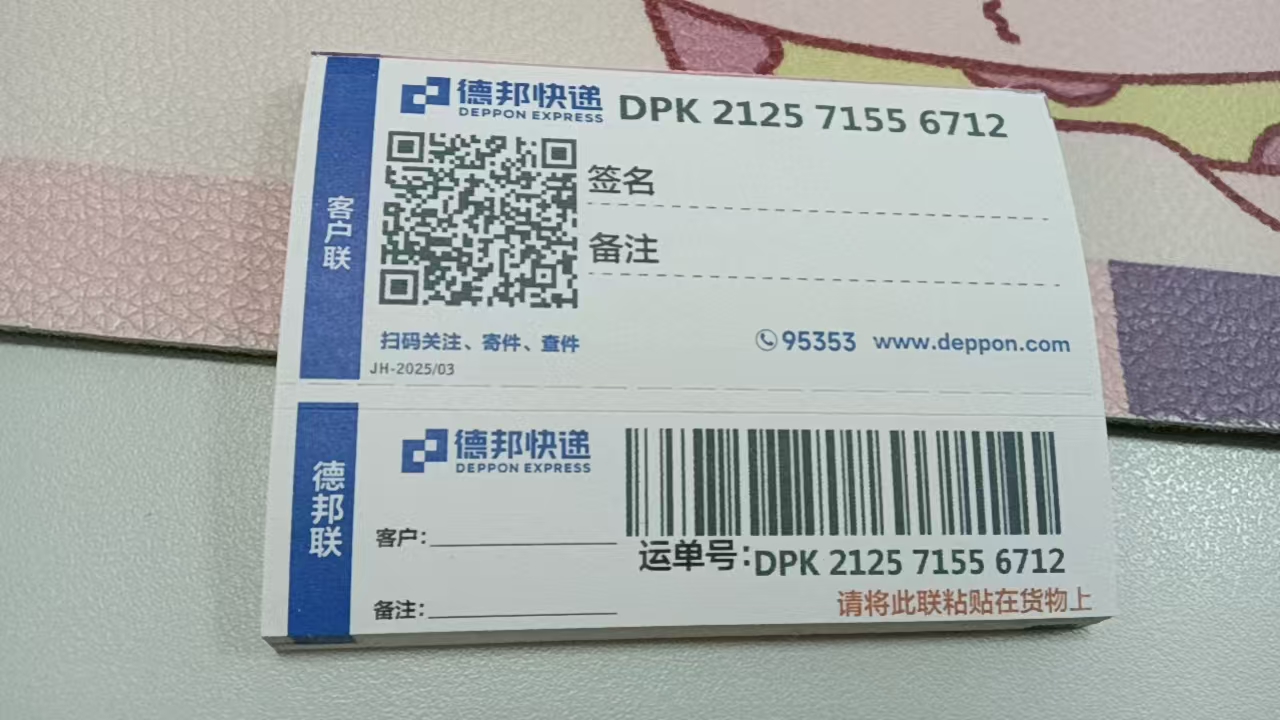 德邦快递 DPK 2125 7155 6712
DEPPON EXPRESS
签名
备注
客户联
扫码关注、寄件、查件
95353 www.deppon.com
JH-2025/03
德邦快递
DEPPON EXPRESS
德邦联
客户:
运单号:DPK 2125 7155 6712
备注:
请将此联粘贴在货物上